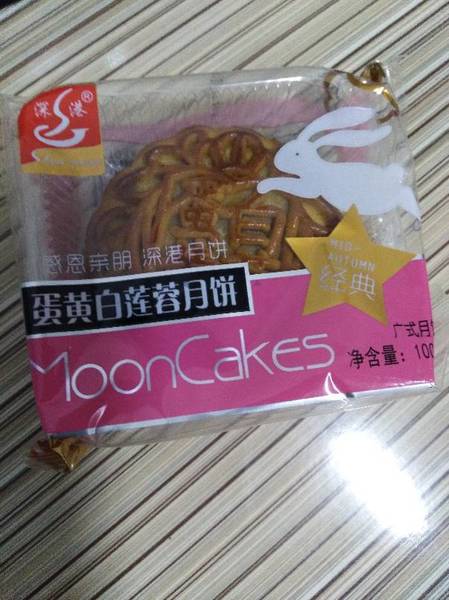 深港®
感恩亲朋 深港月饼
MID-
AUTUMN
经典
蛋黄白莲蓉月饼
MoonCakes
广式月
净含量：100